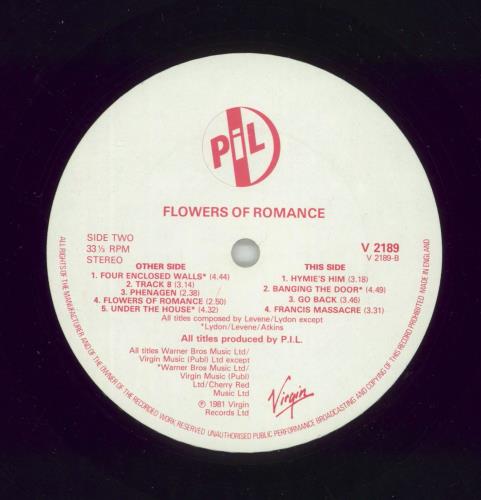 PiL
FLOWERS OF ROMANCE
SIDE TWO
33⅓ RPM
STEREO
V 2189
V 2189-B
OTHER SIDE
1. FOUR ENCLOSED WALLS* (4.44)
2. TRACK 8 (3.14)
3. PHENAGEN (2.38)
4. FLOWERS OF ROMANCE (2.50)
5. UNDER THE HOUSE* (4.32)
THIS SIDE
1. HYMIE'S HIM (3.18)
2. BANGING THE DOOR* (4.49)
3. GO BACK (3.46)
4. FRANCIS MASSACRE (3.31)
All titles composed by Levene/Lydon except
*Lydon/Levene/Atkins
All titles produced by P.I.L.
All titles Warner Bros Music Ltd/
Virgin Music (Publ) Ltd except
*Warner Bros Music Ltd/
Virgin Music (Publ)
Ltd/Cherry Red
Music Ltd
℗ 1981 Virgin
Records Ltd
Virgin
ALL RIGHTS OF THE MANUFACTURER AND OF THE OWNER OF THE RECORDED WORK RESERVED UNAUTHORISED PUBLIC PERFORMANCE BROADCASTING AND COPYING OF THIS RECORD PROHIBITED MADE IN ENGLAND